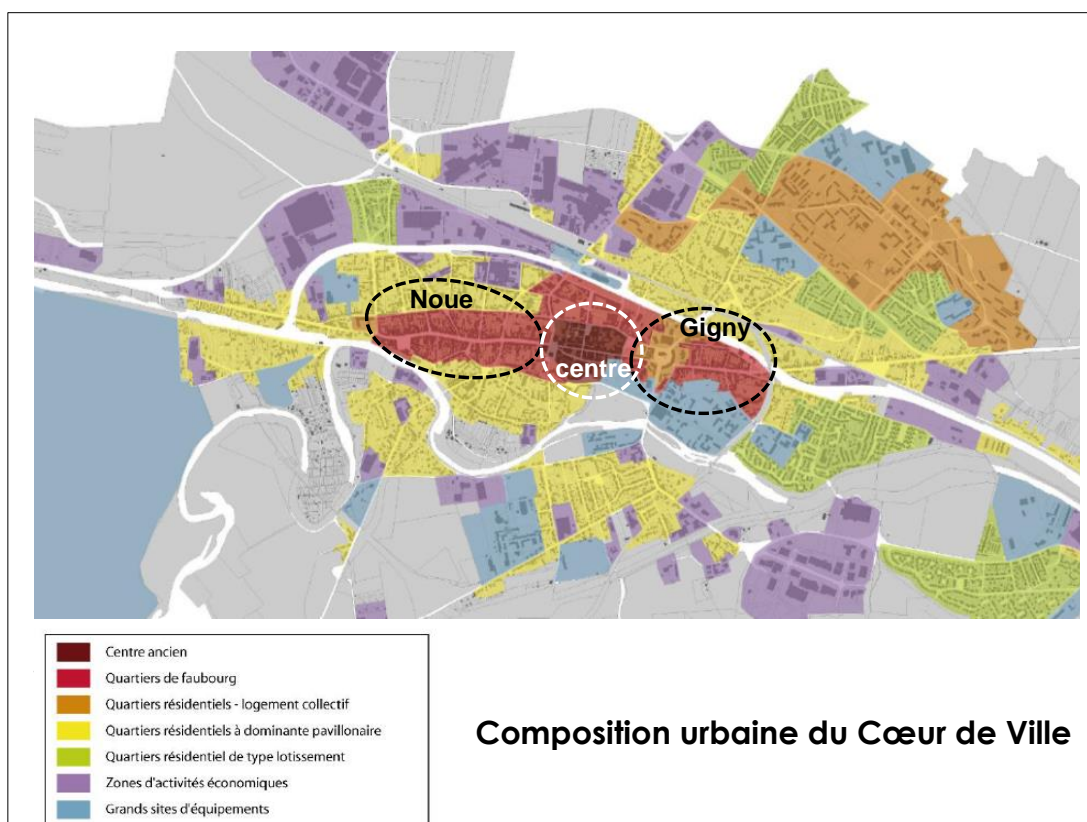 Noue
Gigny
centre
Centre ancien
Quartiers de faubourg
Quartiers résidentiels - logement collectif
Quartiers résidentiels à dominante pavillonaire
Quartiers résidentiel de type lotissement
Zones d'activités économiques
Grands sites d'équipements
Composition urbaine du Cœur de Ville